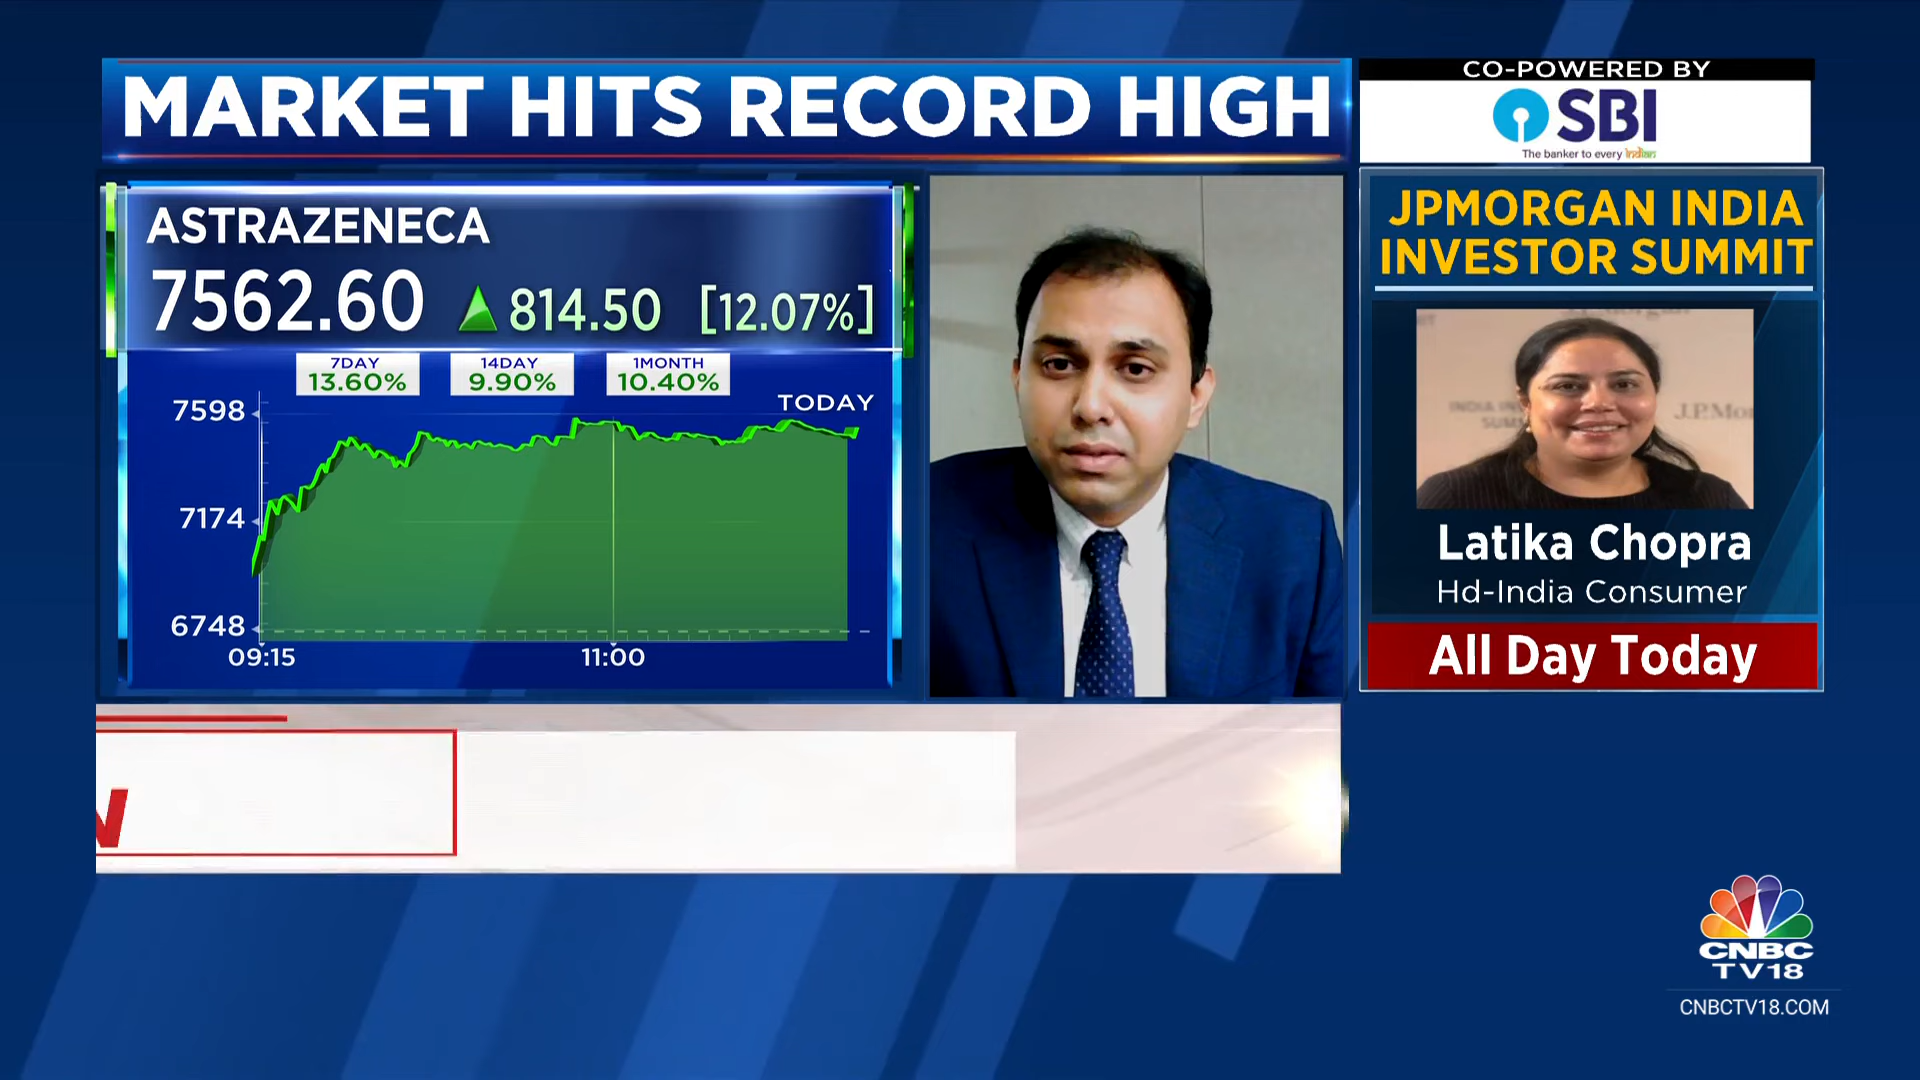 MARKET HITS RECORD HIGH
CO-POWERED BY
SBI
The banker to every indian
ASTRAZENECA
7562.60 ▲ 814.50 [12.07%]
7DAY
13.60%
14DAY
9.90%
1MONTH
10.40%
TODAY
7598
7174
6748
09:15
11:00
JPMORGAN INDIA
INVESTOR SUMMIT
Latika Chopra
Hd-India Consumer
All Day Today
CNBC
TV18
CNBCTV18.COM